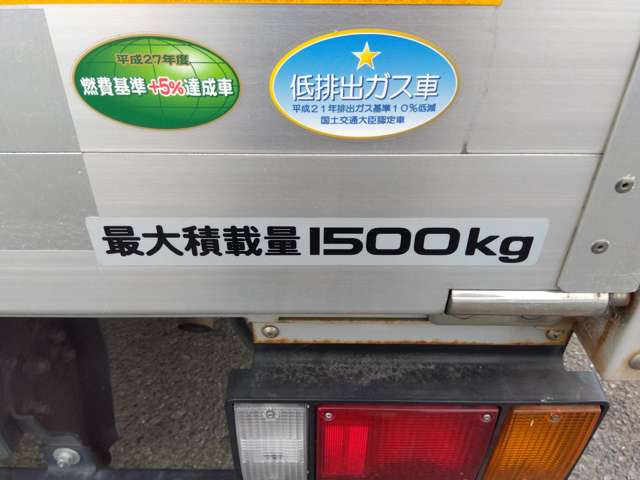 平成27年度
燃費基準+5%達成車
低排出ガス車
平成21年排出ガス基準10%低減
国土交通大臣認定車
最大積載量1500kg